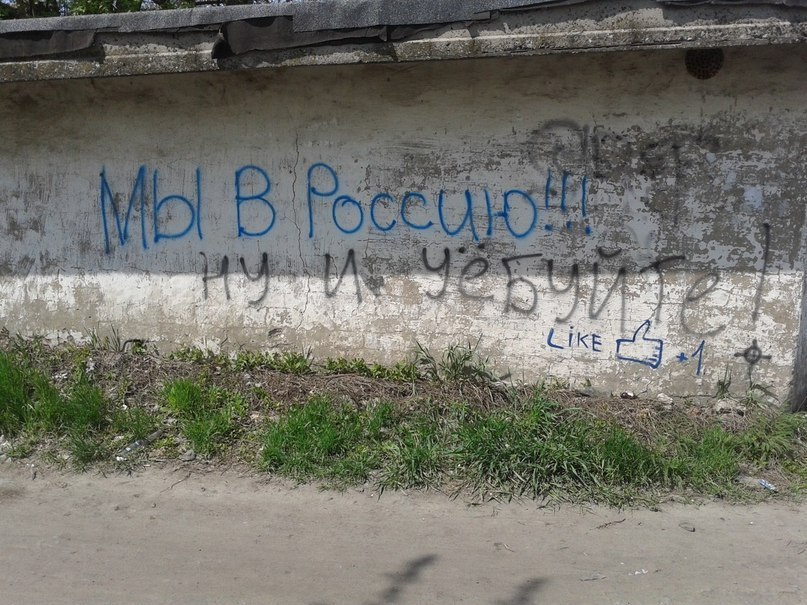 Мы в Россию!!!
ну и уёбуйте!
LiKE +1